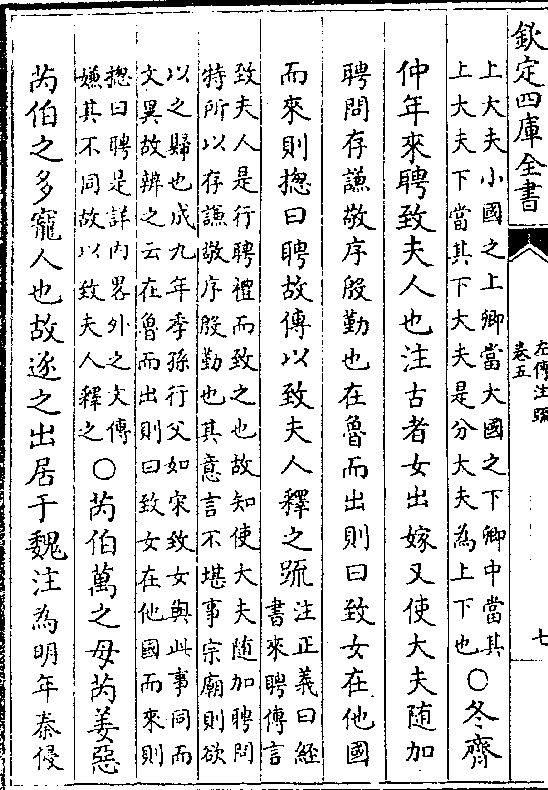 欽定四庫全書
左傳注疏
卷五
七
上大夫小國之上卿當大國之下卿中當其
上大夫下當其下大夫是分大夫為上下也
○冬齊
仲年來聘致夫人也注古者女出嫁又使大夫随加
聘問存謙敬序殷勤也在魯而出則曰致女在他國
而來則揔曰聘故傳以致夫人釋之䟽
注正義曰經
書來聘傳言
致夫人是行聘禮而致之也故知使大夫随加聘問
特所以存謙敬序殷勤也其意言不堪事宗廟則欲
以之歸也成九年季孫行父如宋致女與此事同而
文異故辨之云在魯而出則曰致女在他國而來則
揔曰聘是詳内畧外之文傳
嫌其不同故以致夫人釋之
○芮伯萬之母芮姜惡
芮伯之多寵人也故逐之出居于魏注為明年秦侵